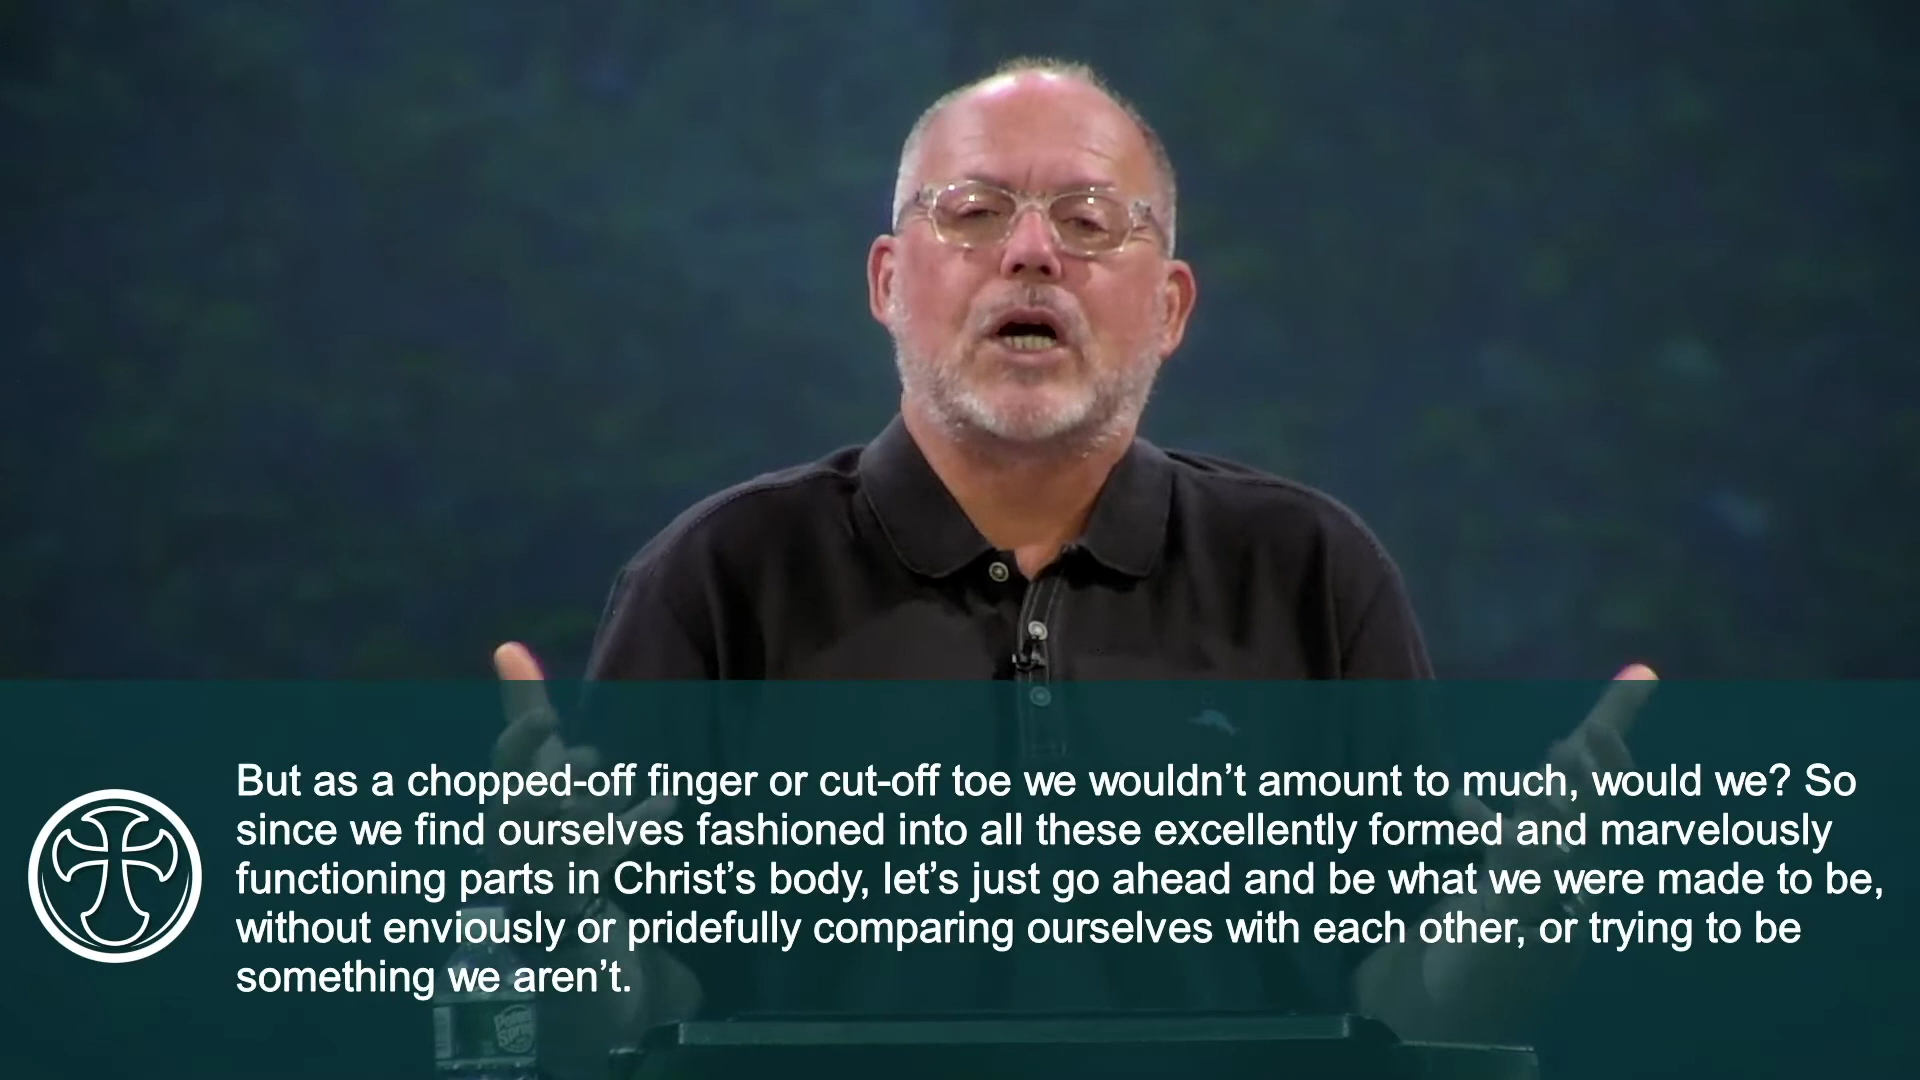 But as a chopped-off finger or cut-off toe we wouldn’t amount to much, would we? So
since we find ourselves fashioned into all these excellently formed and marvelously
functioning parts in Christ’s body, let’s just go ahead and be what we were made to be,
without enviously or pridefully comparing ourselves with each other, or trying to be
something we aren’t.